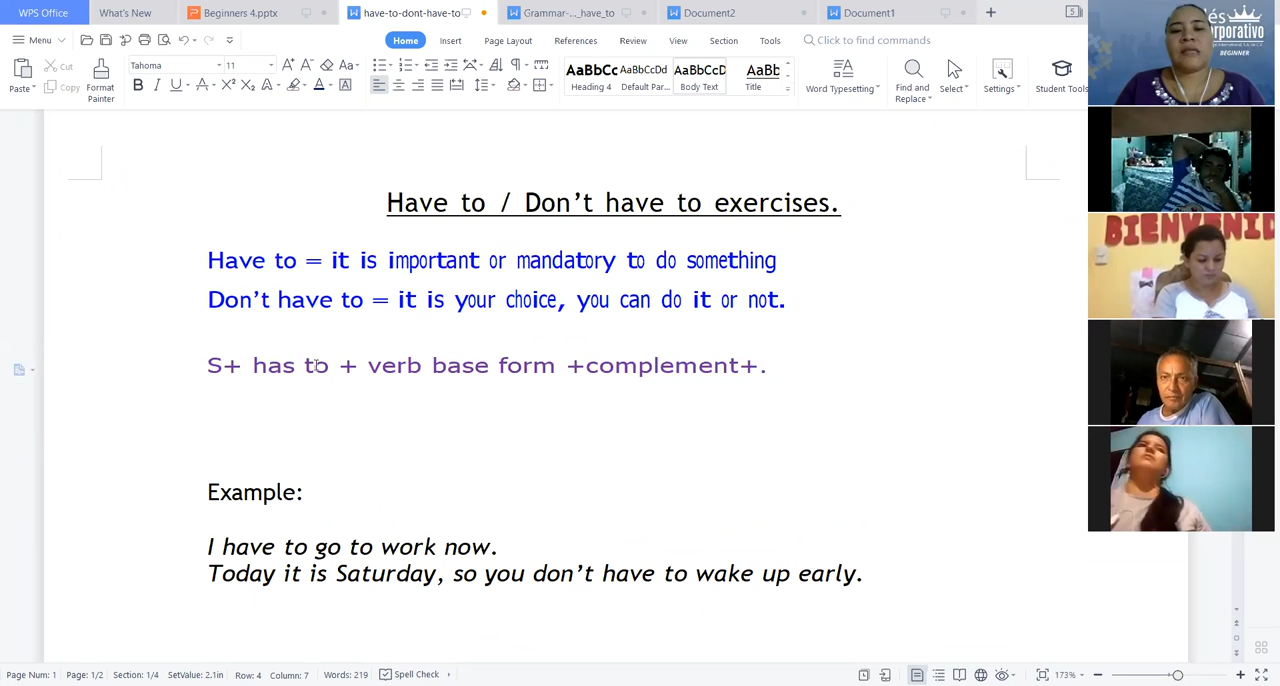 WPS Office What's New Beginners 4.pptx have-to-dont-have-to Grammar-..._have_to Document2 Document1
Menu Home Insert Page Layout References Review View Section Tools Click to find commands
Paste Cut Copy Format Painter Tahoma 11 AaBbCc Heading 4 AaBbCcDd Default Par... AaBbCcD Body Text AaBb Title Word Typesetting Find and Replace Select Settings Student Tools
BEGINNER
BIENVENID
Have to / Don't have to exercises.
Have to = it is important or mandatory to do something
Don't have to = it is your choice, you can do it or not.
S+ has to + verb base form +complement+.
Example:
I have to go to work now.
Today it is Saturday, so you don't have to wake up early.
Page Num: 1 Page: 1/2 Section: 1/4 SetValue: 2.1in Row: 4 Column: 7 Words: 219 Spell Check 173%